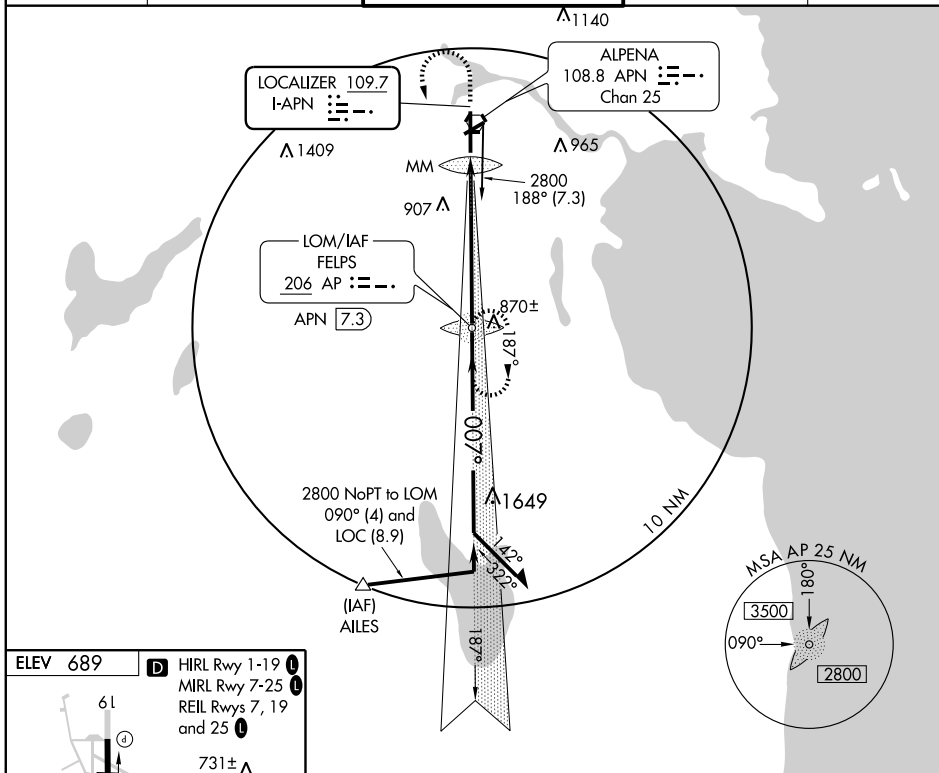 1140
LOCALIZER 109.7
I-APN
ALPENA
108.8 APN
Chan 25
1409
965
MM
2800
188° (7.3)
907
LOM/IAF
FELPS
206 AP
APN 7.3
870±
187°
007°
2800 NoPT to LOM
090° (4) and
LOC (8.9)
1649
10 NM
142°
322°
(IAF)
AILES
187°
MSA AP 25 NM
180°
3500
090°
2800
ELEV 689
D HIRL Rwy 1-19 L
MIRL Rwy 7-25 L
REIL Rwys 7, 19
and 25 L
19
P
731±